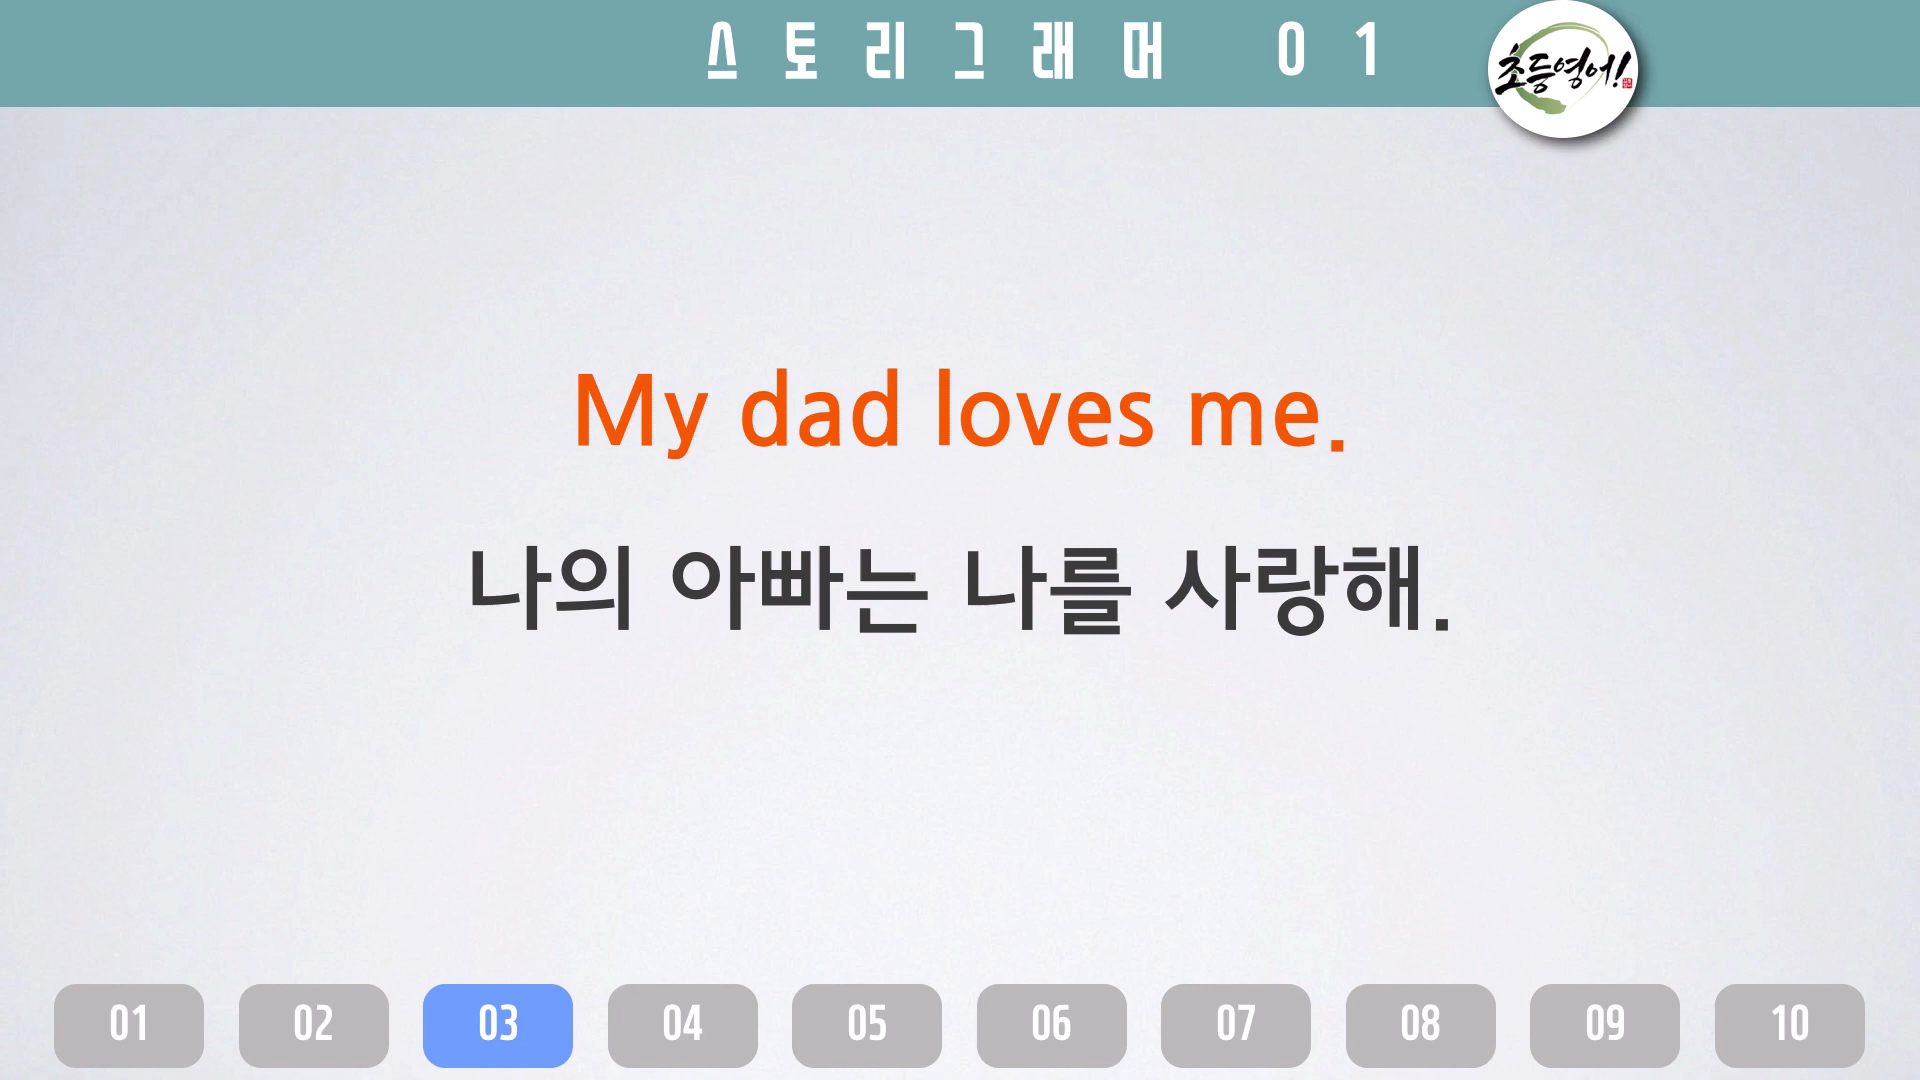 스토리그래머 01
초등영어!
My dad loves me.
나의 아빠는 나를 사랑해.
01 02 03 04 05 06 07 08 09 10